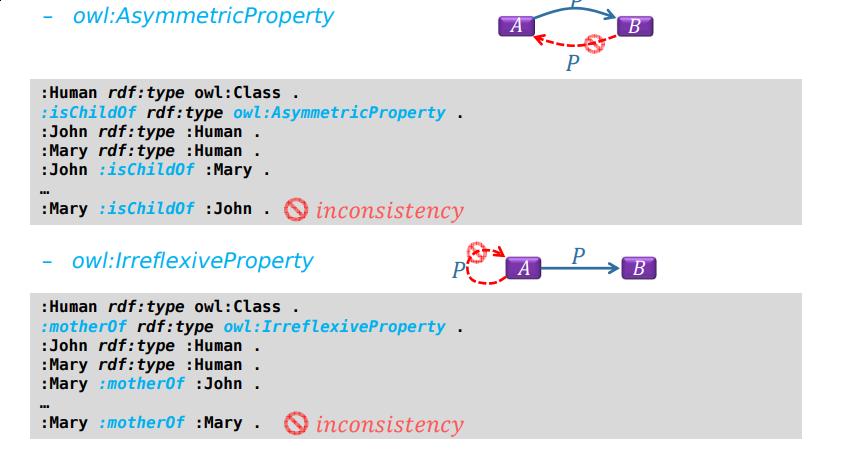 – owl:AsymmetricProperty
P
A
B
P
:Human rdf:type owl:Class .
:isChildOf rdf:type owl:AsymmetricProperty .
:John rdf:type :Human .
:Mary rdf:type :Human .
:John :isChildOf :Mary .
…
:Mary :isChildOf :John . inconsistency
– owl:IrreflexiveProperty
P A P B
:Human rdf:type owl:Class .
:motherOf rdf:type owl:IrreflexiveProperty .
:John rdf:type :Human .
:Mary rdf:type :Human .
:Mary :motherOf :John .
…
:Mary :motherOf :Mary . inconsistency